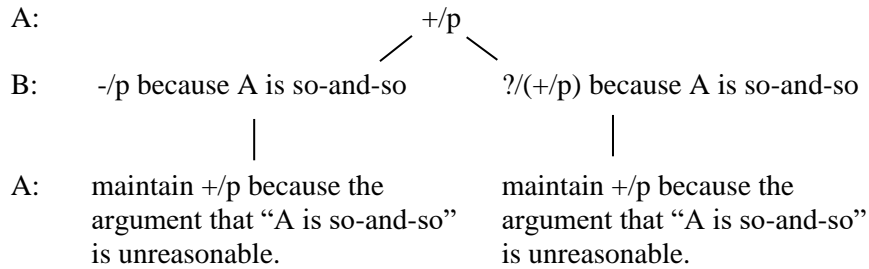 A: +/p
B: -/p because A is so-and-so ?/(+/p) because A is so-and-so
A: maintain +/p because the maintain +/p because the
argument that “A is so-and-so” argument that “A is so-and-so”
is unreasonable. is unreasonable.